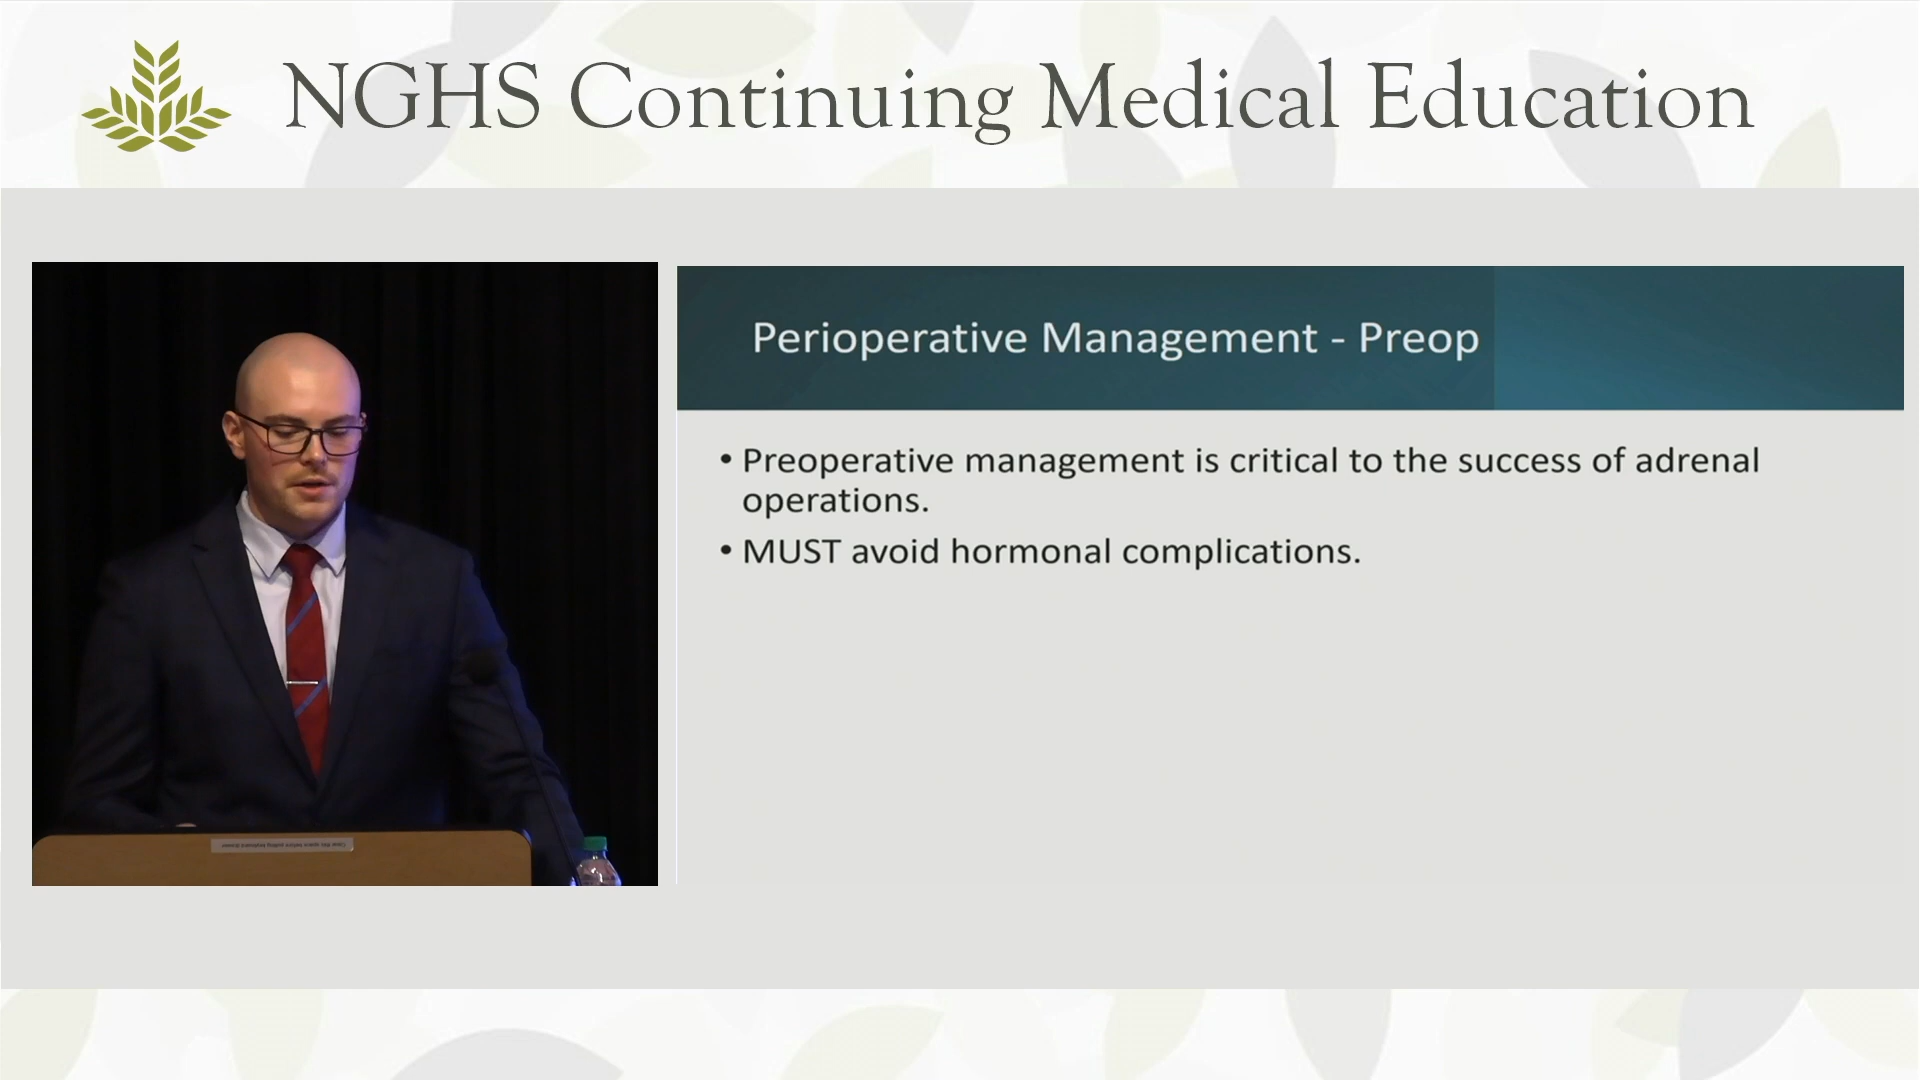 NGHS Continuing Medical Education
Perioperative Management - Preop
• Preoperative management is critical to the success of adrenal
operations.
• MUST avoid hormonal complications.